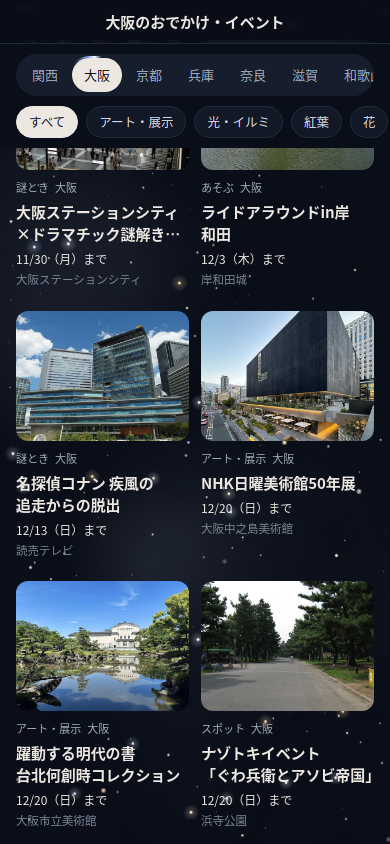 大阪のおでかけ・イベント
関西 大阪 京都 兵庫 奈良 滋賀 和歌
すべて アート・展示 光・イルミ 紅葉 花
謎とき 大阪
大阪ステーションシティ
×ドラマチック謎解き…
11/30（月）まで
大阪ステーションシティ
あそぶ 大阪
ライドアラウンドin岸
和田
12/3（木）まで
岸和田城
謎とき 大阪
名探偵コナン 疾風の
追走からの脱出
12/13（日）まで
読売テレビ
アート・展示 大阪
NHK日曜美術館50年展
12/20（日）まで
大阪中之島美術館
アート・展示 大阪
躍動する明代の書
台北何創時コレクション
12/20（日）まで
大阪市立美術館
スポット 大阪
ナゾトキイベント
「ぐわ兵衛とアソビ帝国」
12/20（日）まで
浜寺公園